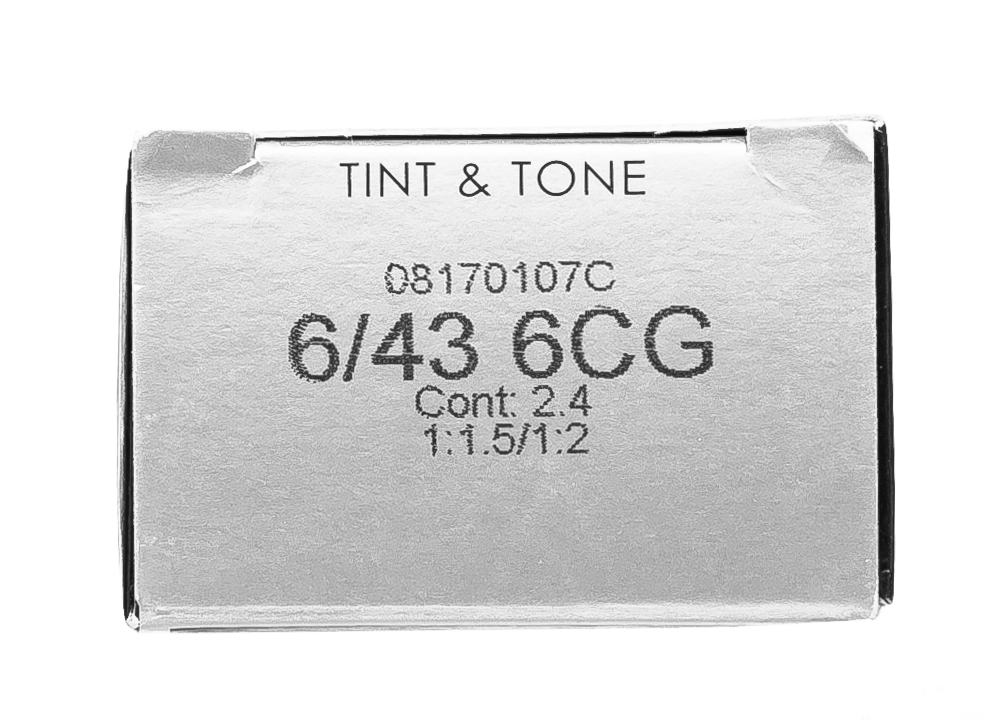 TINT & TONE
08170107C
6/43 6CG
Cont: 2.4
1:1.5/1:2